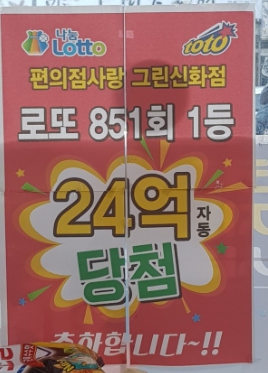 나눔 Lotto toto
편의점사랑 그린신화점
로또 851회 1등
24억 자동
당첨
축하합니다~!!